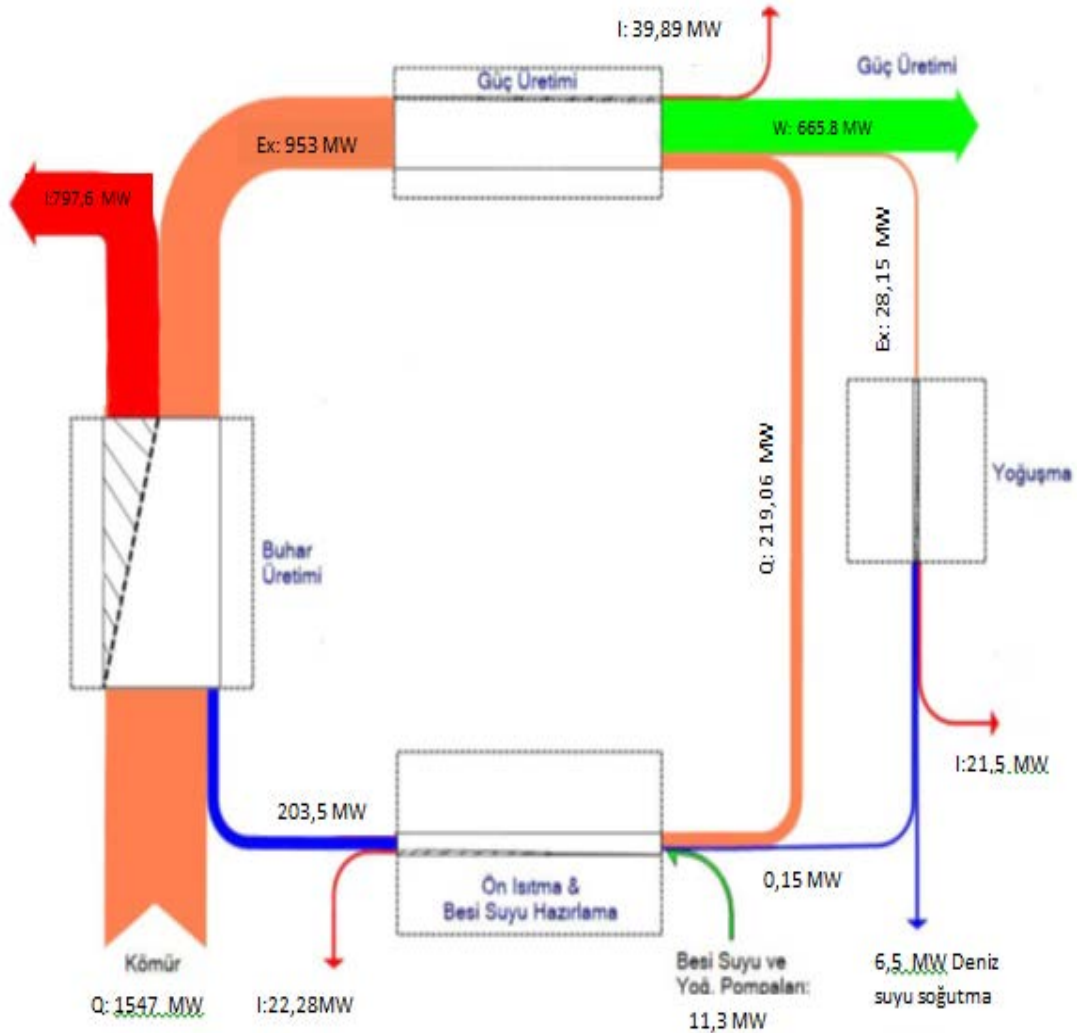 I: 39,89 MW
Güç Üretimi
Güç Üretimi
W: 665.8 MW
Ex: 953 MW
I:797,6 MW
Ex: 28,15 MW
Q: 219,06 MW
Yoğuşma
Buhar
Üretimi
I:21,5 MW
203,5 MW
0,15 MW
Ön Isıtma &
Besi Suyu Hazırlama
Kömür
Q: 1547 MW
I:22,28MW
Besi Suyu ve
Yoğ. Pompaları:
11,3 MW
6,5 MW Deniz
suyu soğutma